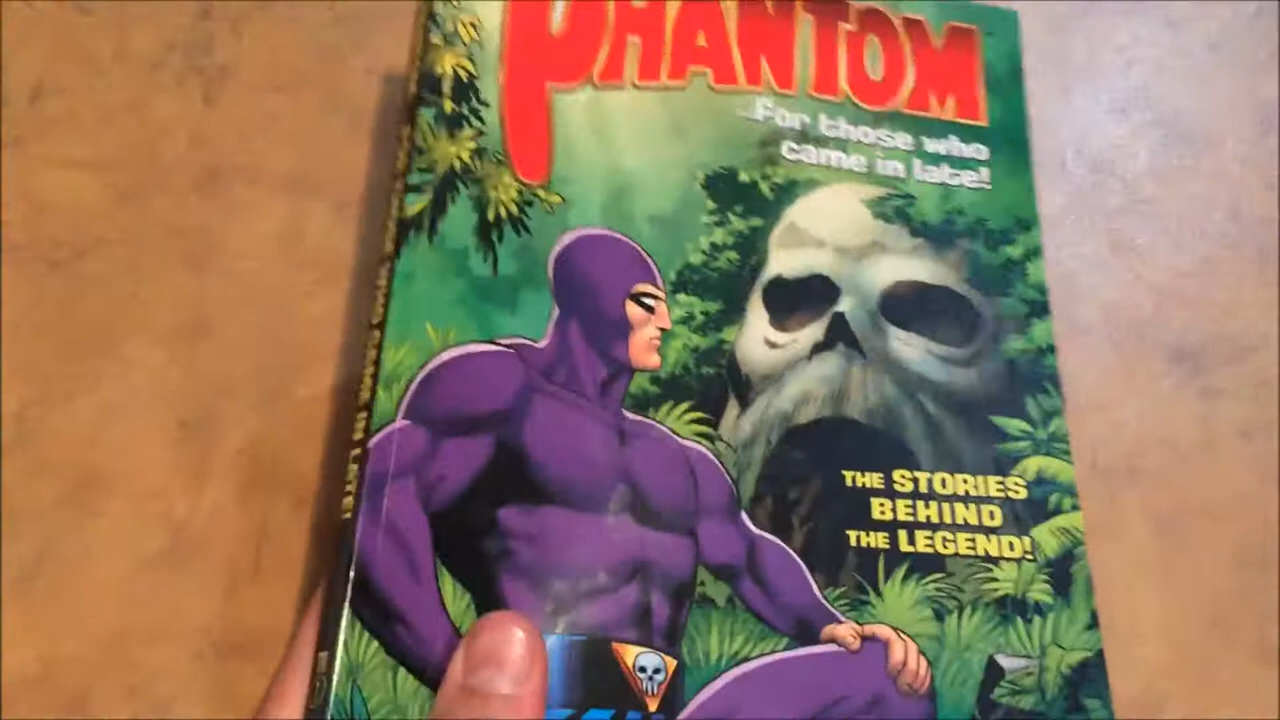 PHANTOM
...for those who
came in late!
THE STORIES
BEHIND
THE LEGEND!